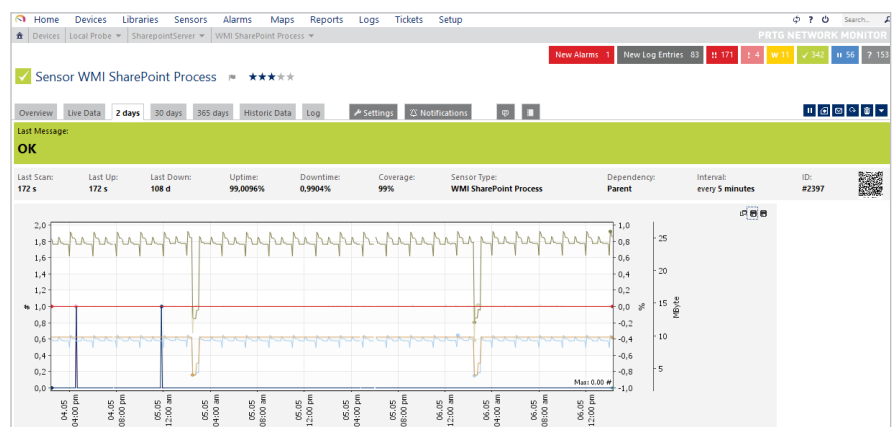 Home Devices Libraries Sensors Alarms Maps Reports Logs Tickets Setup ? Search...
Devices Local Probe SharepointServer WMI SharePoint Process PRTG NETWORK MONITOR
New Alarms 1 New Log Entries 83 !! 171 ! 4 W 11 ✓ 342 II 56 ? 153
Sensor WMI SharePoint Process
Overview Live Data 2 days 30 days 365 days Historic Data Log Settings Notifications
Last Message:
OK
Last Scan: Last Up: Last Down: Uptime: Downtime: Coverage: Sensor Type: Dependency: Interval: ID:
172 s 172 s 108 d 99,0096% 0,9904% 99% WMI SharePoint Process Parent every 5 minutes #2397
2,0 1,0
1,8 0,8 25
1,6 0,6
1,4 0,4
20
1,2 0,2
# 1,0 0,0 % 15 MByte
0,8 -0,2
0,6 -0,4 10
0,4 -0,6
5
0,2 -0,8
Max: 0.00 #
0,0 -1,0
04.05 04:00 pm
04.05 08:00 pm
05.05 12:00 am
05.05 04:00 am
05.05 08:00 am
05.05 12:00 pm
05.05 04:00 pm
05.05 08:00 pm
06.05 12:00 am
06.05 04:00 am
06.05 08:00 am
06.05 12:00 pm